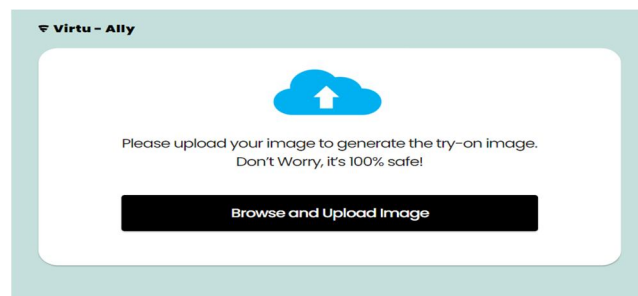 Virtu - Ally
Please upload your image to generate the try-on image.
Don't Worry, it's 100% safe!
Browse and Upload Image